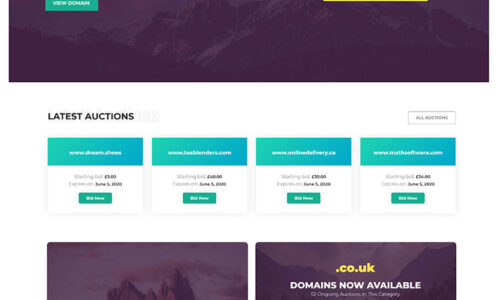 VIEW DOMAIN
LATEST AUCTIONS
ALL AUCTIONS
www.dream.shoes
Starting bid: £5.00
Expires on: June 5, 2020
Bid Now
www.teablenders.com
Starting bid: £40.00
Expires on: June 5, 2020
Bid Now
www.onlinedelivery.ca
Starting bid: £30.00
Expires on: June 5, 2020
Bid Now
www.mathsoftware.com
Starting bid: £14.00
Expires on: June 5, 2020
Bid Now
.co.uk
DOMAINS NOW AVAILABLE
52 Ongoing Auctions In This Category